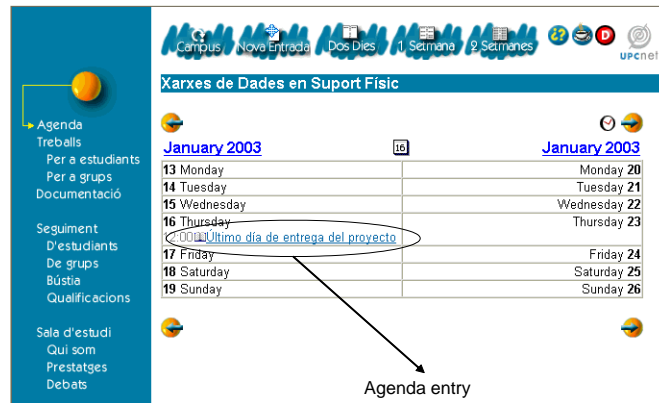 Campus Nova Entrada Dos Dies 1 Setmana 2 Setmanes
UPCnet
Xarxes de Dades en Suport Físic
Agenda
Treballs
Per a estudiants
Per a grups
Documentació
Seguiment
D'estudiants
De grups
Bústia
Qualificacions
Sala d'estudi
Qui som
Prestatges
Debats
January 2003 16 January 2003
13 Monday Monday 20
14 Tuesday Tuesday 21
15 Wednesday Wednesday 22
16 Thursday Thursday 23
2:00 Último día de entrega del proyecto
17 Friday Friday 24
18 Saturday Saturday 25
19 Sunday Sunday 26
Agenda entry